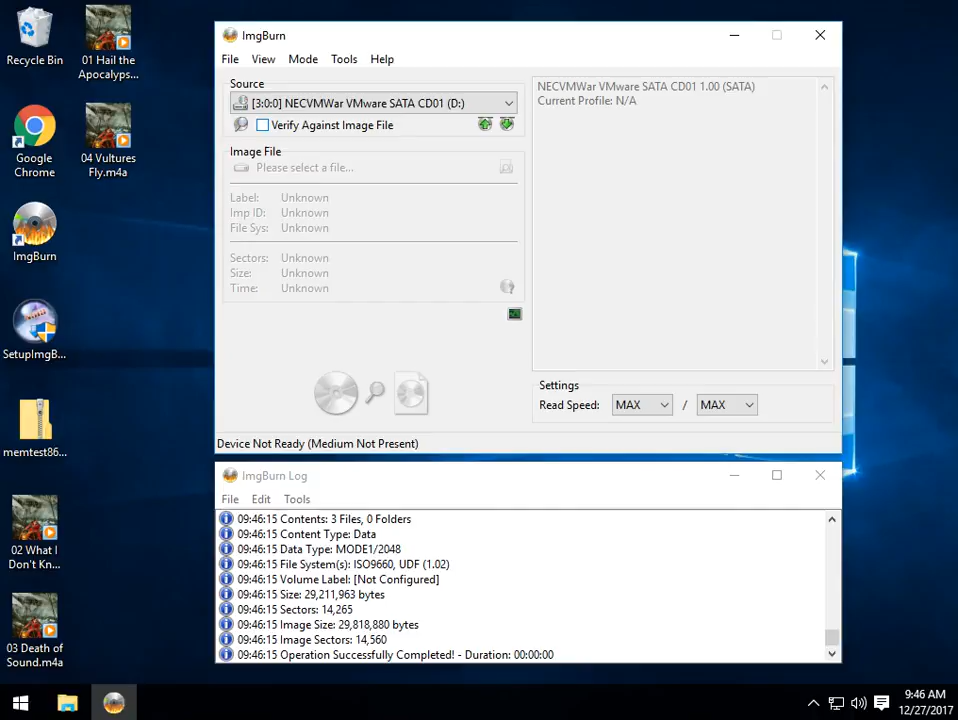 Recycle Bin
01 Hail the
Apocalyps...
Google
Chrome
04 Vultures
Fly.m4a
ImgBurn
SetupImgB...
memtest86...
02 What I
Don't Kn...
03 Death of
Sound.m4a
ImgBurn
File View Mode Tools Help
Source
[3:0:0] NECVMWar VMware SATA CD01 (D:)
Verify Against Image File
Image File
Please select a file...
Label: Unknown
Imp ID: Unknown
File Sys: Unknown
Sectors: Unknown
Size: Unknown
Time: Unknown
NECVMWar VMware SATA CD01 1.00 (SATA)
Current Profile: N/A
Settings
Read Speed: MAX / MAX
Device Not Ready (Medium Not Present)
ImgBurn Log
File Edit Tools
09:46:15 Contents: 3 Files, 0 Folders
09:46:15 Content Type: Data
09:46:15 Data Type: MODE1/2048
09:46:15 File System(s): ISO9660, UDF (1.02)
09:46:15 Volume Label: [Not Configured]
09:46:15 Size: 29,211,963 bytes
09:46:15 Sectors: 14,265
09:46:15 Image Size: 29,818,880 bytes
09:46:15 Image Sectors: 14,560
09:46:15 Operation Successfully Completed! - Duration: 00:00:00
9:46 AM
12/27/2017